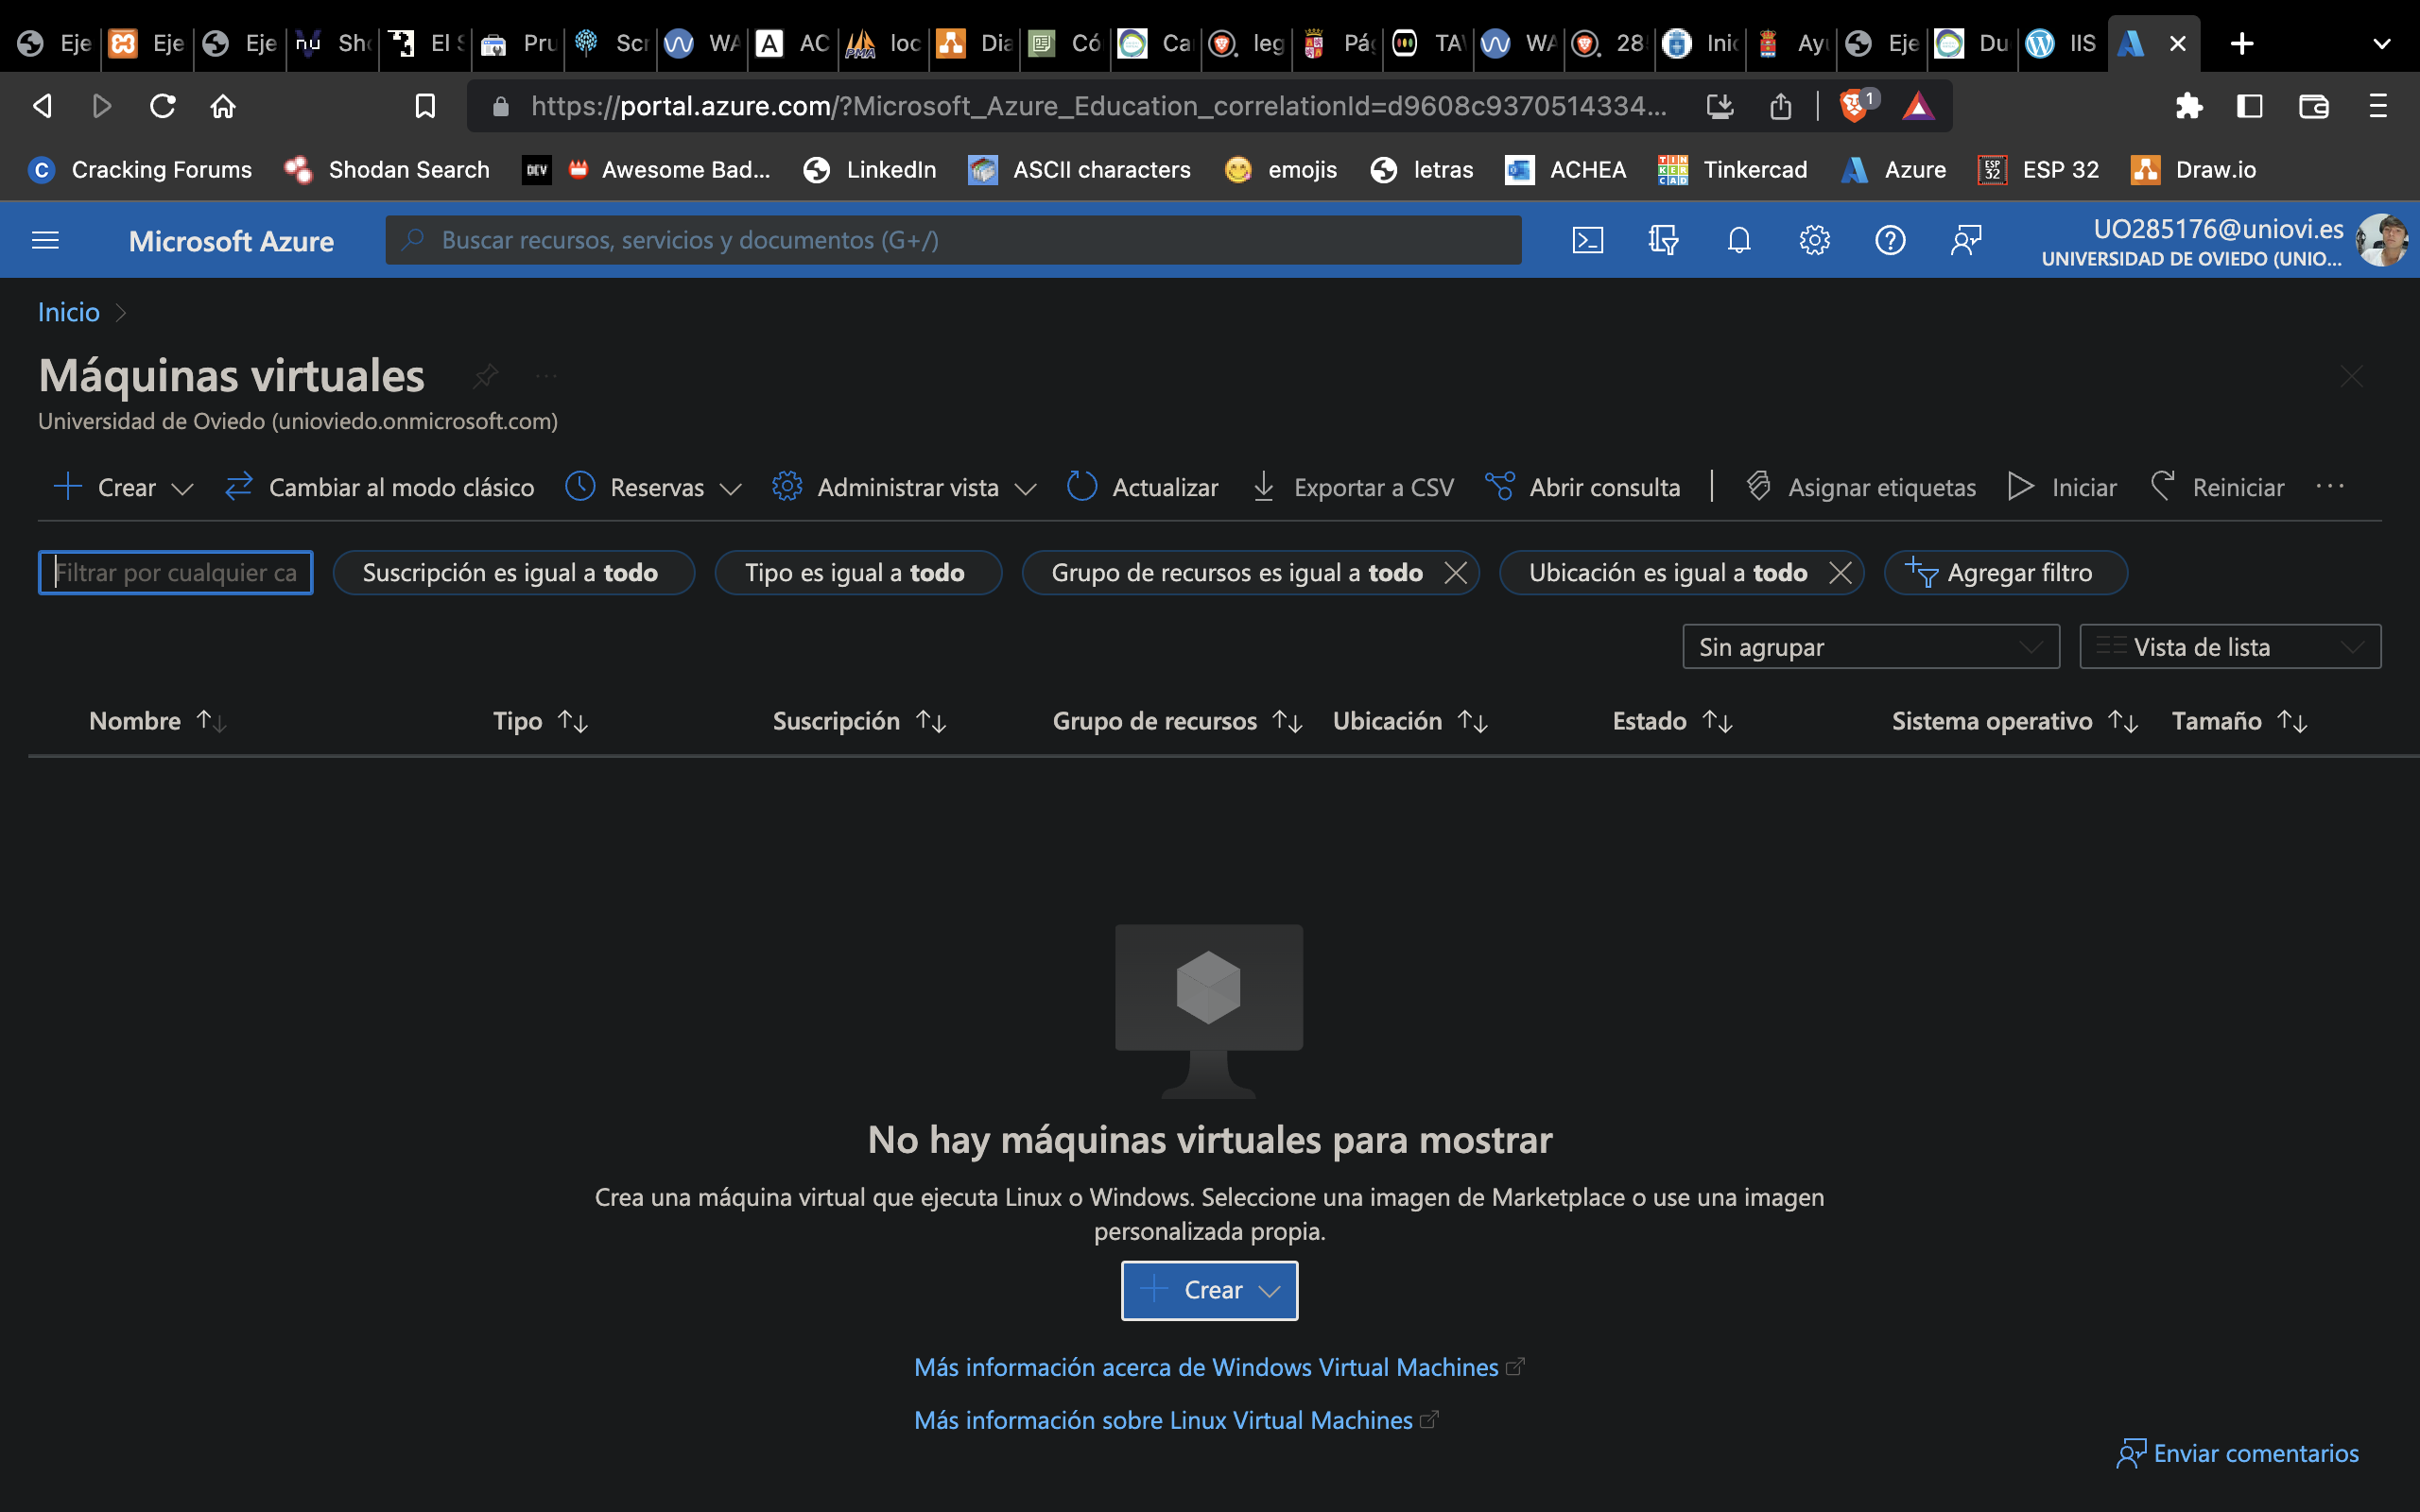 Eje Eje Eje Sho El S Pru Scr WA AC loc Dia Có Ca leg Pá TA WA 28 Inic Ay Eje Du IIS
https://portal.azure.com/?Microsoft_Azure_Education_correlationId=d9608c9370514334... 1
Cracking Forums Shodan Search DEV Awesome Bad... LinkedIn ASCII characters emojis letras ACHEA Tinkercad Azure ESP 32 Draw.io
Microsoft Azure Buscar recursos, servicios y documentos (G+/) UO285176@uniovi.es
UNIVERSIDAD DE OVIEDO (UNIO...
Inicio
Máquinas virtuales
Universidad de Oviedo (unioviedo.onmicrosoft.com)
Crear Cambiar al modo clásico Reservas Administrar vista Actualizar Exportar a CSV Abrir consulta Asignar etiquetas Iniciar Reiniciar
Filtrar por cualquier ca Suscripción es igual a todo Tipo es igual a todo Grupo de recursos es igual a todo Ubicación es igual a todo Agregar filtro
Sin agrupar Vista de lista
Nombre Tipo Suscripción Grupo de recursos Ubicación Estado Sistema operativo Tamaño
No hay máquinas virtuales para mostrar
Crea una máquina virtual que ejecuta Linux o Windows. Seleccione una imagen de Marketplace o use una imagen
personalizada propia.
Crear
Más información acerca de Windows Virtual Machines
Más información sobre Linux Virtual Machines
Enviar comentarios